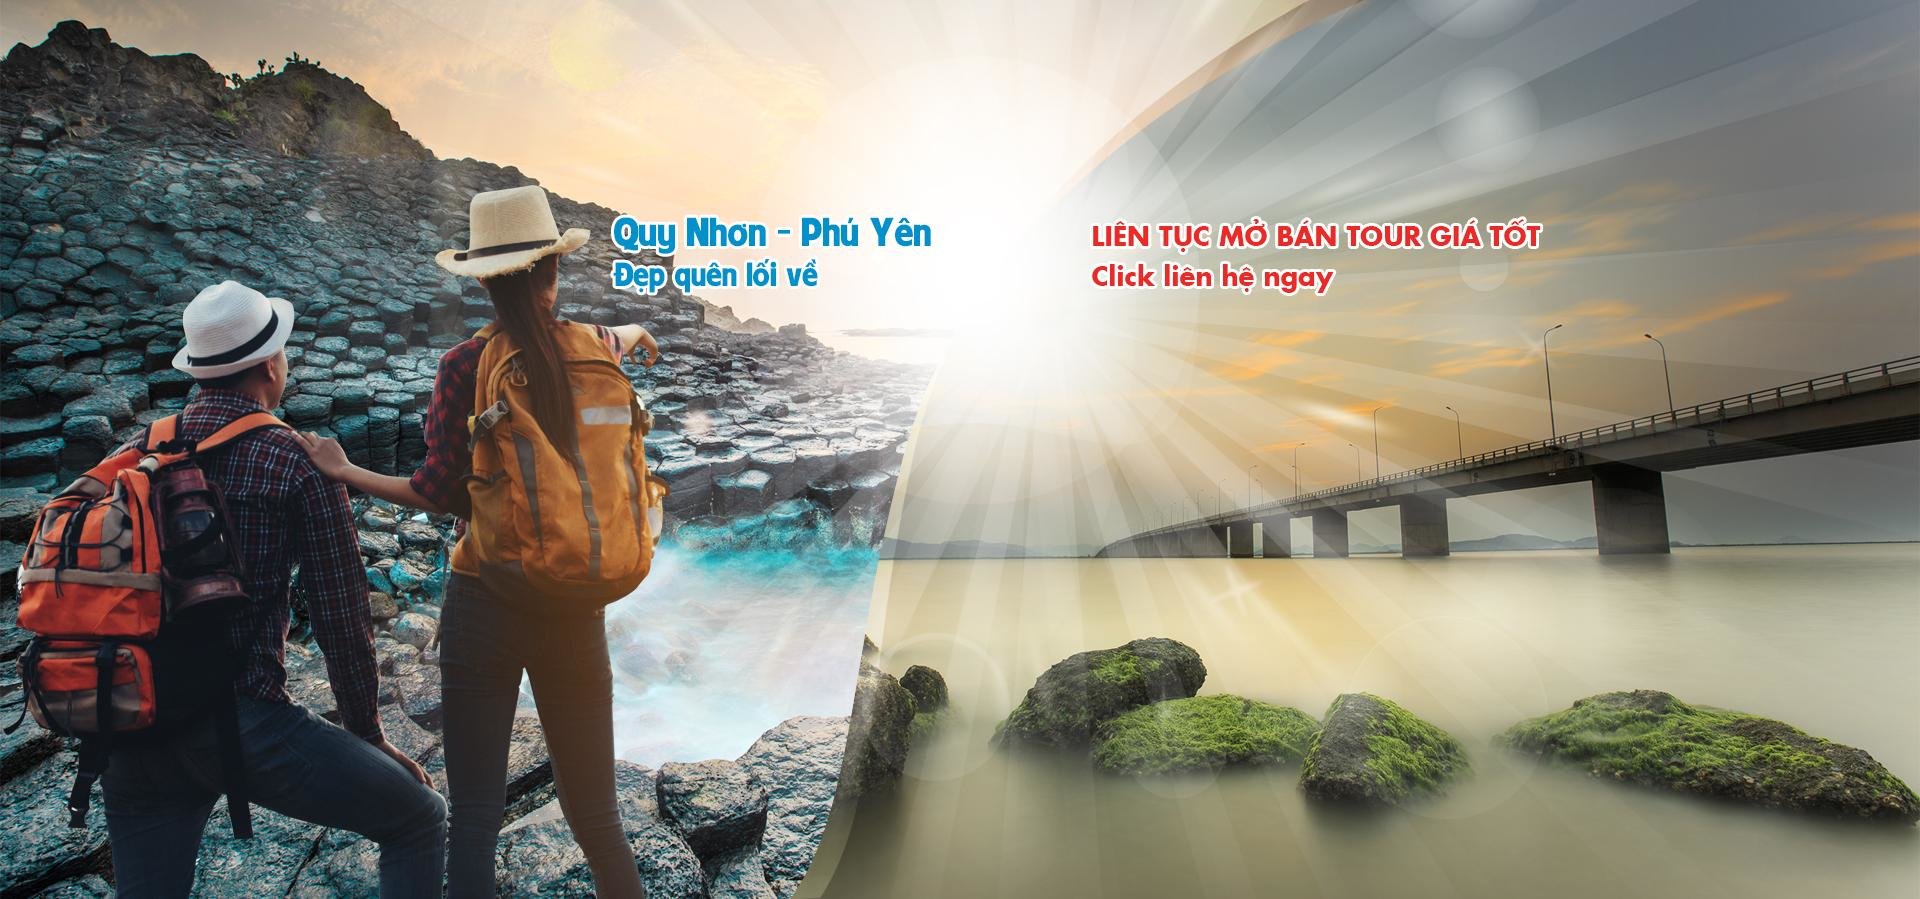 Quy Nhơn - Phú Yên
Đẹp quên lối về
LIÊN TỤC MỞ BÁN TOUR GIÁ TỐT
Click liên hệ ngay